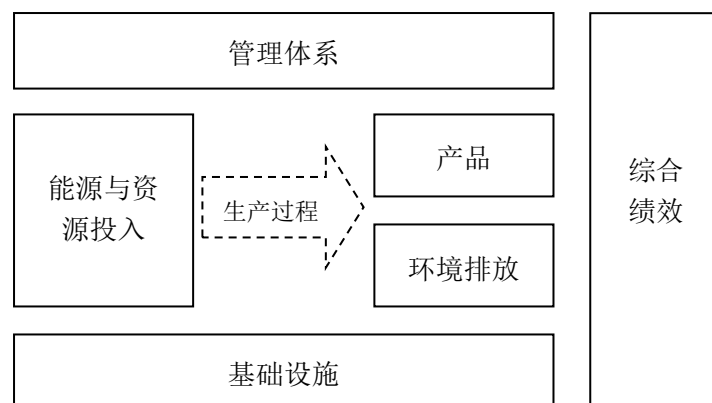 管理体系
能源与资
源投入
生产过程
产品
环境排放
基础设施
综合
绩效